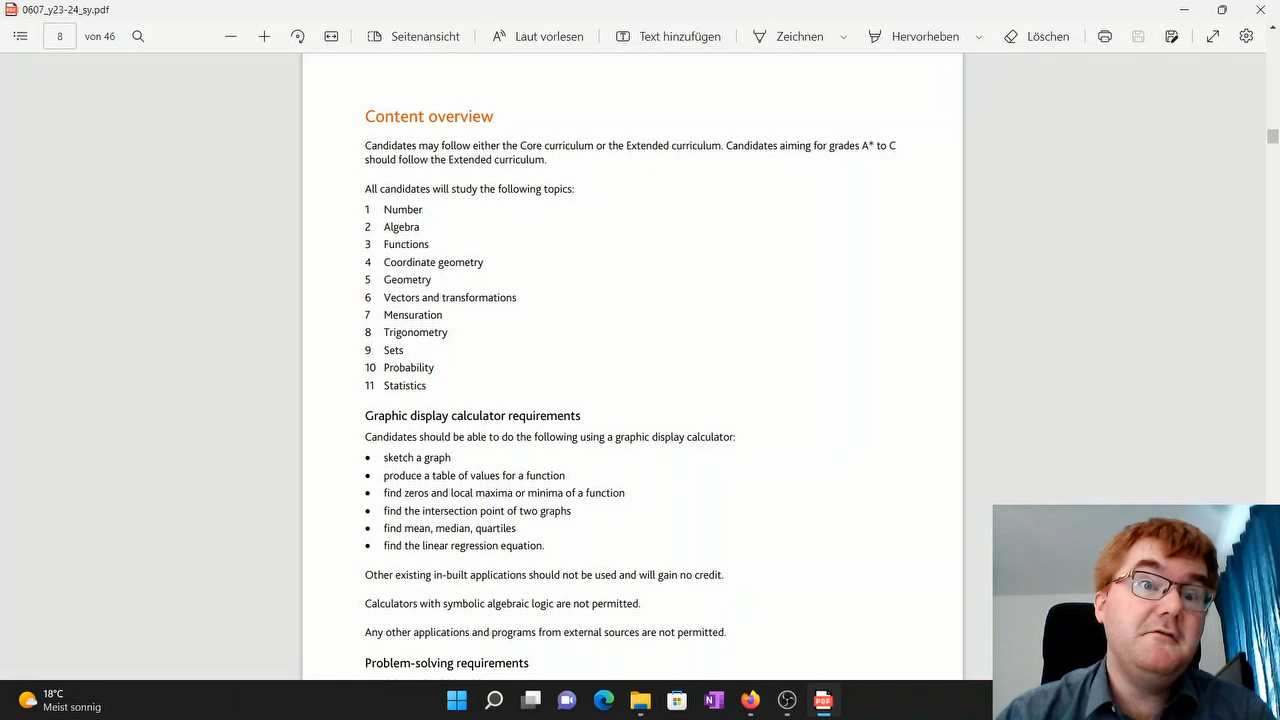 0607_y23-24_sy.pdf
8 von 46 Seitenansicht Laut vorlesen Text hinzufügen Zeichnen Hervorheben Löschen
Content overview
Candidates may follow either the Core curriculum or the Extended curriculum. Candidates aiming for grades A* to C
should follow the Extended curriculum.
All candidates will study the following topics:
1 Number
2 Algebra
3 Functions
4 Coordinate geometry
5 Geometry
6 Vectors and transformations
7 Mensuration
8 Trigonometry
9 Sets
10 Probability
11 Statistics
Graphic display calculator requirements
Candidates should be able to do the following using a graphic display calculator:
• sketch a graph
• produce a table of values for a function
• find zeros and local maxima or minima of a function
• find the intersection point of two graphs
• find mean, median, quartiles
• find the linear regression equation.
Other existing in-built applications should not be used and will gain no credit.
Calculators with symbolic algebraic logic are not permitted.
Any other applications and programs from external sources are not permitted.
Problem-solving requirements
18°C
Meist sonnig